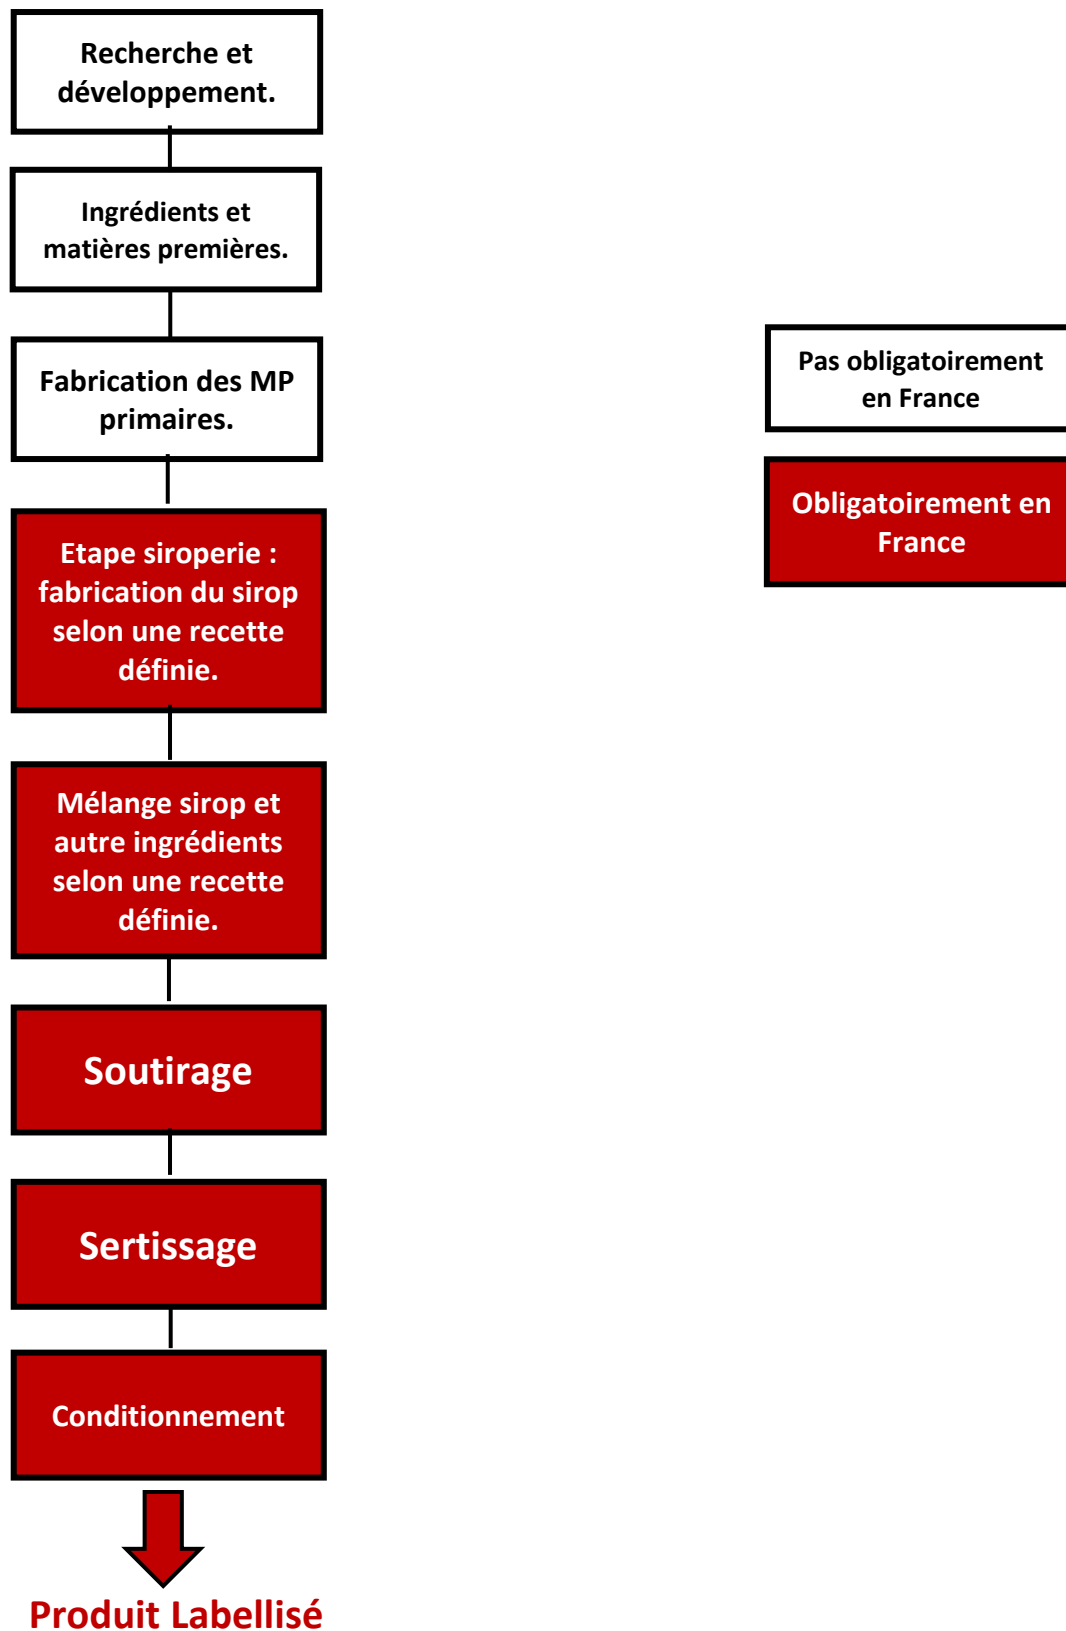 Recherche et
développement.
Ingrédients et
matières premières.
Fabrication des MP
primaires.
Pas obligatoirement
en France
Obligatoirement en
France
Etape siroperie :
fabrication du sirop
selon une recette
définie.
Mélange sirop et
autre ingrédients
selon une recette
définie.
Soutirage
Sertissage
Conditionnement
Produit Labellisé